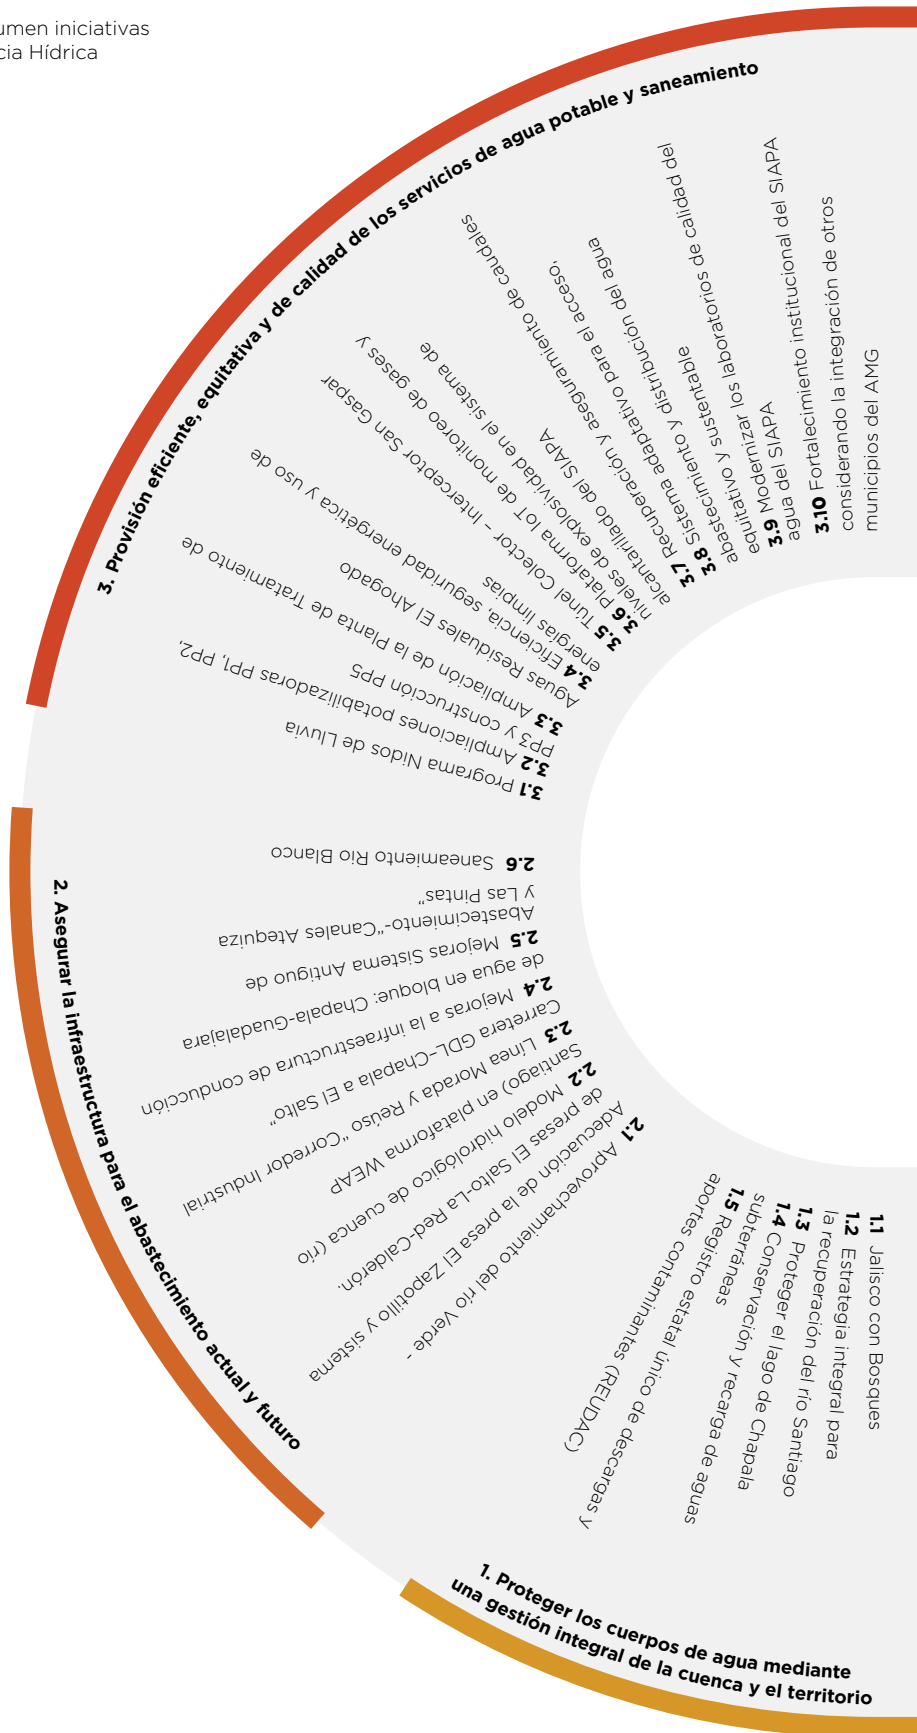 umen iniciativas
cia Hídrica
3. Provisión eficiente, equitativa y de calidad de los servicios de agua potable y saneamiento
3.10 Fortalecimiento institucional del SIAPA
considerando la integración de otros
municipios del AMG
3.9 Modernizar los laboratorios de calidad del
agua del SIAPA
3.8 Sistema adaptativo para el acceso,
abastecimiento y distribución del agua
equitativo y sustentable
3.7 Recuperación y aseguramiento de caudales
3.6 Plataforma IoT de monitoreo de gases y
niveles de explosividad en el sistema de
alcantarillado del SIAPA
3.5 Túnel Colector – Interceptor San Gaspar
3.4 Eficiencia, seguridad energética y uso de
energías limpias
3.3 Ampliación de la Planta de Tratamiento de
Aguas Residuales El Ahogado
3.2 Ampliaciones potabilizadoras PP1, PP2,
PP3 y construcción PP5
3.1 Programa Nidos de Lluvia
2. Asegurar la infraestructura para el abastecimiento actual y futuro
2.6 Saneamiento Río Blanco
2.5 Mejoras Sistema Antiguo de
Abastecimiento-"Canales Atequiza
y Las Pintas"
2.4 Mejoras a la infraestructura de conducción
de agua en bloque: Chapala-Guadalajara
2.3 Línea Morada y Reúso "Corredor Industrial
Carretera GDL-Chapala a El Salto"
2.2 Modelo hidrológico de cuenca (río
Santiago) en plataforma WEAP
2.1 Aprovechamiento del río Verde -
Adecuación de la presa El Zapotillo y sistema
de presas El Salto-La Red-Calderón.
1. Proteger los cuerpos de agua mediante
una gestión integral de la cuenca y el territorio
1.1 Jalisco con Bosques
1.2 Estrategia integral para
la recuperación del río Santiago
1.3 Proteger el lago de Chapala
1.4 Conservación y recarga de aguas
subterráneas
1.5 Registro estatal único de descargas y
aportes contaminantes (REUDAC)